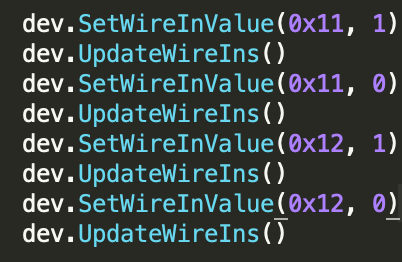 dev.SetWireInValue(0x11, 1)
dev.UpdateWireIns()
dev.SetWireInValue(0x11, 0)
dev.UpdateWireIns()
dev.SetWireInValue(0x12, 1)
dev.UpdateWireIns()
dev.SetWireInValue(0x12, 0)
dev.UpdateWireIns()